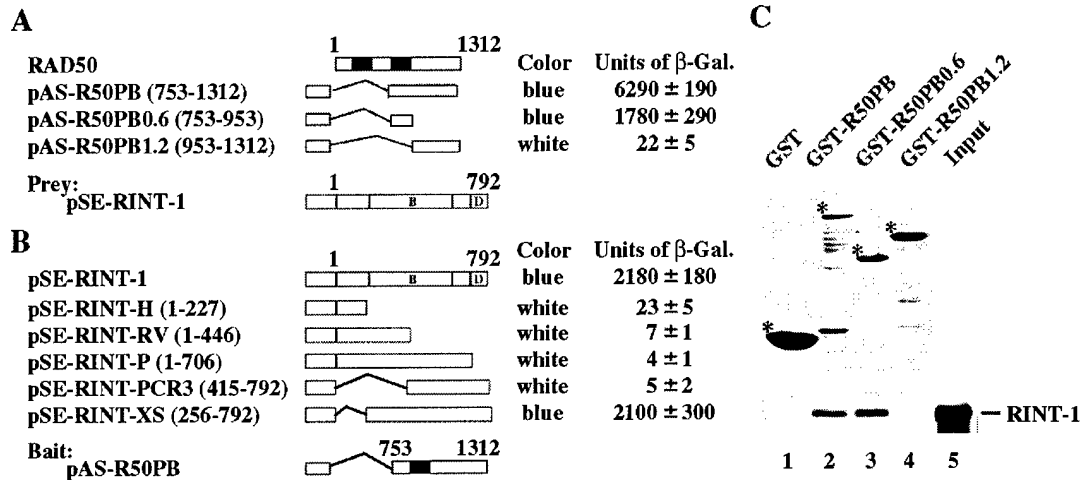 A
1 1312
RAD50 Color Units of β-Gal.
pAS-R50PB (753-1312) blue 6290 ± 190
pAS-R50PB0.6 (753-953) blue 1780 ± 290
pAS-R50PB1.2 (953-1312) white 22 ± 5
Prey: 1 792
pSE-RINT-1 B D
B
1 792 Color Units of β-Gal.
pSE-RINT-1 B D blue 2180 ± 180
pSE-RINT-H (1-227) white 23 ± 5
pSE-RINT-RV (1-446) white 7 ± 1
pSE-RINT-P (1-706) white 4 ± 1
pSE-RINT-PCR3 (415-792) white 5 ± 2
pSE-RINT-XS (256-792) blue 2100 ± 300
Bait: 753 1312
pAS-R50PB
C
GST
GST-R50PB
GST-R50PB0.6
GST-R50PB1.2
Input
*
*
*
*
RINT-1
1 2 3 4 5